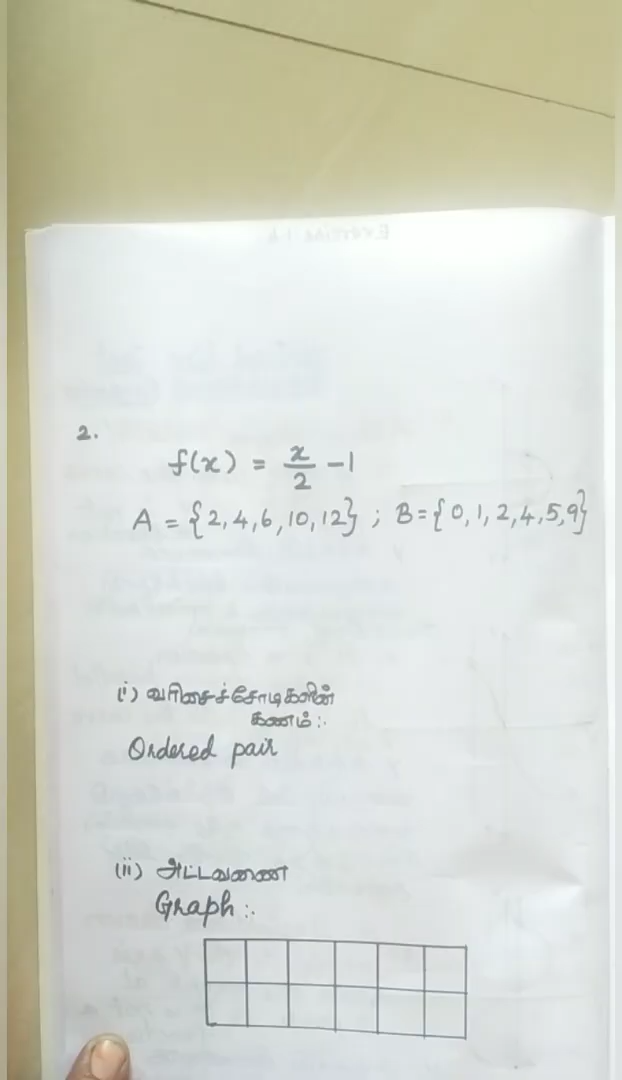 2.
f(x) = x/2 -1
A = {2,4,6,10,12} ; B={0,1,2,4,5,9}
(i) வரிசைச்சோடிகளின்
கணம் :-
Ordered pair
(ii) அட்டவணை
Graph :-